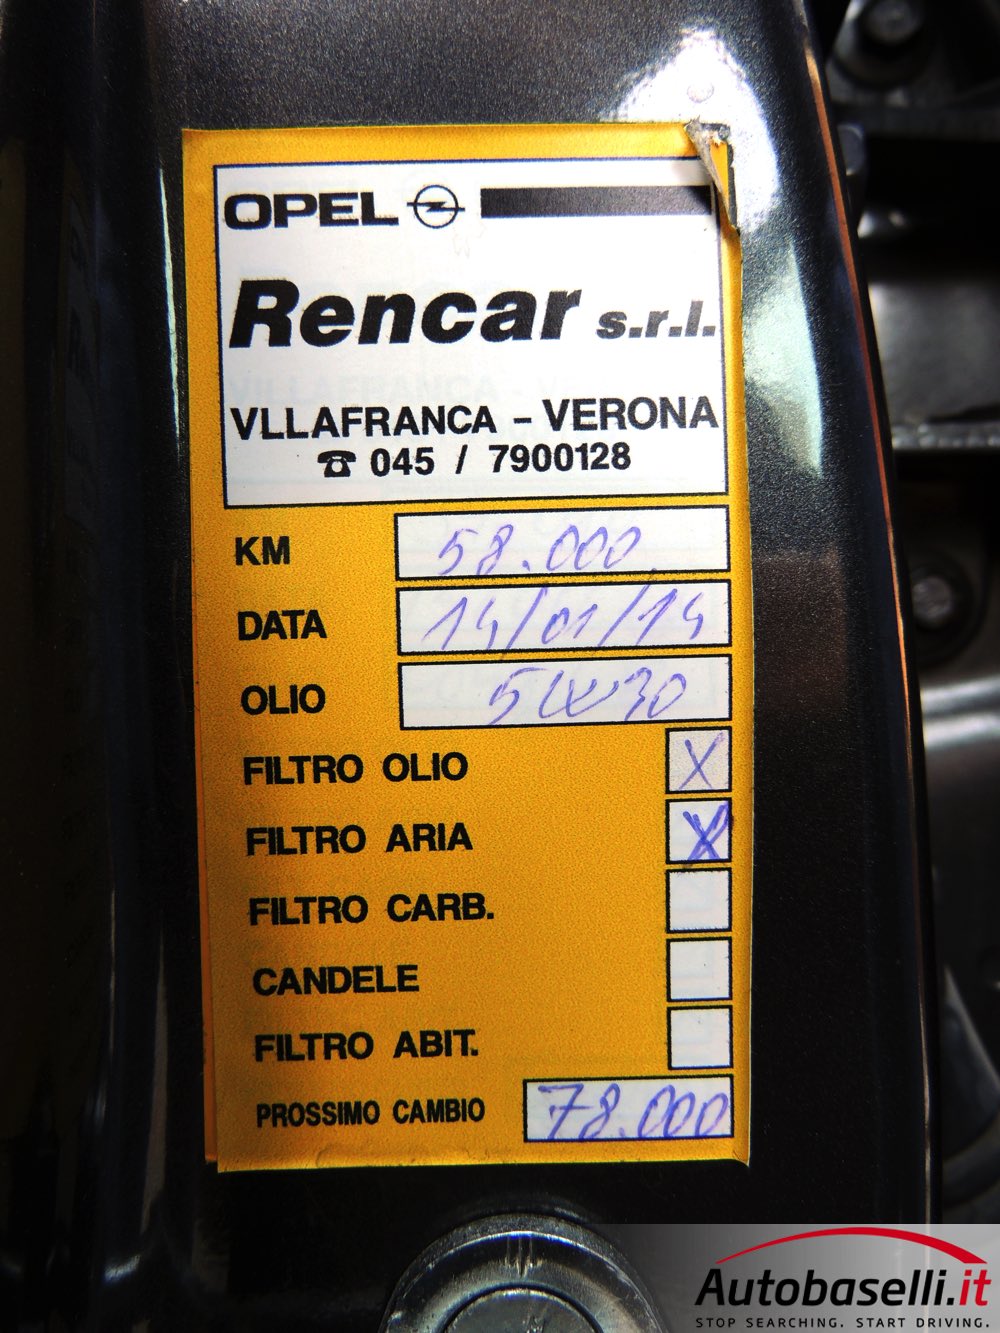 OPEL
Rencar s.r.l.
VLLAFRANCA - VERONA
☎ 045 / 7900128
KM 58.000
DATA 14/01/14
OLIO 5W30
FILTRO OLIO X
FILTRO ARIA X
FILTRO CARB.
CANDELE
FILTRO ABIT.
PROSSIMO CAMBIO 78.000
Autobaselli.it
STOP SEARCHING. START DRIVING.